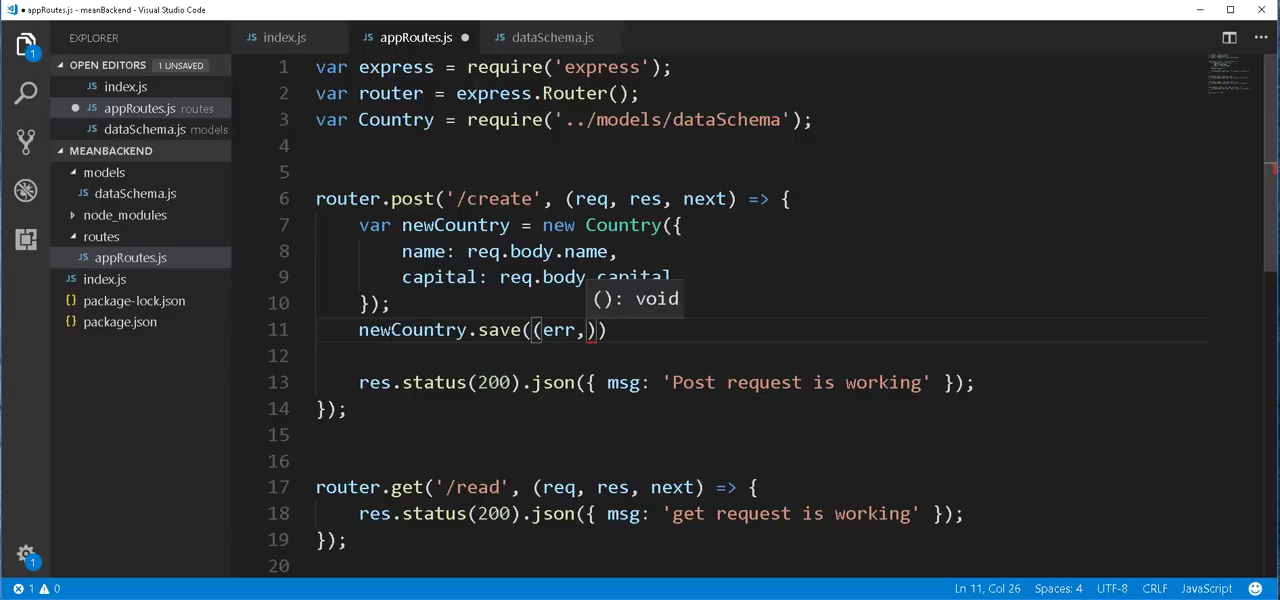 appRoutes.js - meanBackend - Visual Studio Code
EXPLORER
OPEN EDITORS 1 UNSAVED
JS index.js
JS appRoutes.js routes
JS dataSchema.js models
MEANBACKEND
models
JS dataSchema.js
node_modules
routes
JS appRoutes.js
JS index.js
{} package-lock.json
{} package.json
1
1
JS index.js
JS appRoutes.js
JS dataSchema.js
1 var express = require('express');
2 var router = express.Router();
3 var Country = require('../models/dataSchema');
4
5
6 router.post('/create', (req, res, next) => {
7 var newCountry = new Country({
8 name: req.body.name,
9 capital: req.body.capital
(): void
10 });
11 newCountry.save((err,))
12
13 res.status(200).json({ msg: 'Post request is working' });
14 });
15
16
17 router.get('/read', (req, res, next) => {
18 res.status(200).json({ msg: 'get request is working' });
19 });
20
1 0
Ln 11, Col 26
Spaces: 4
UTF-8
CRLF
JavaScript